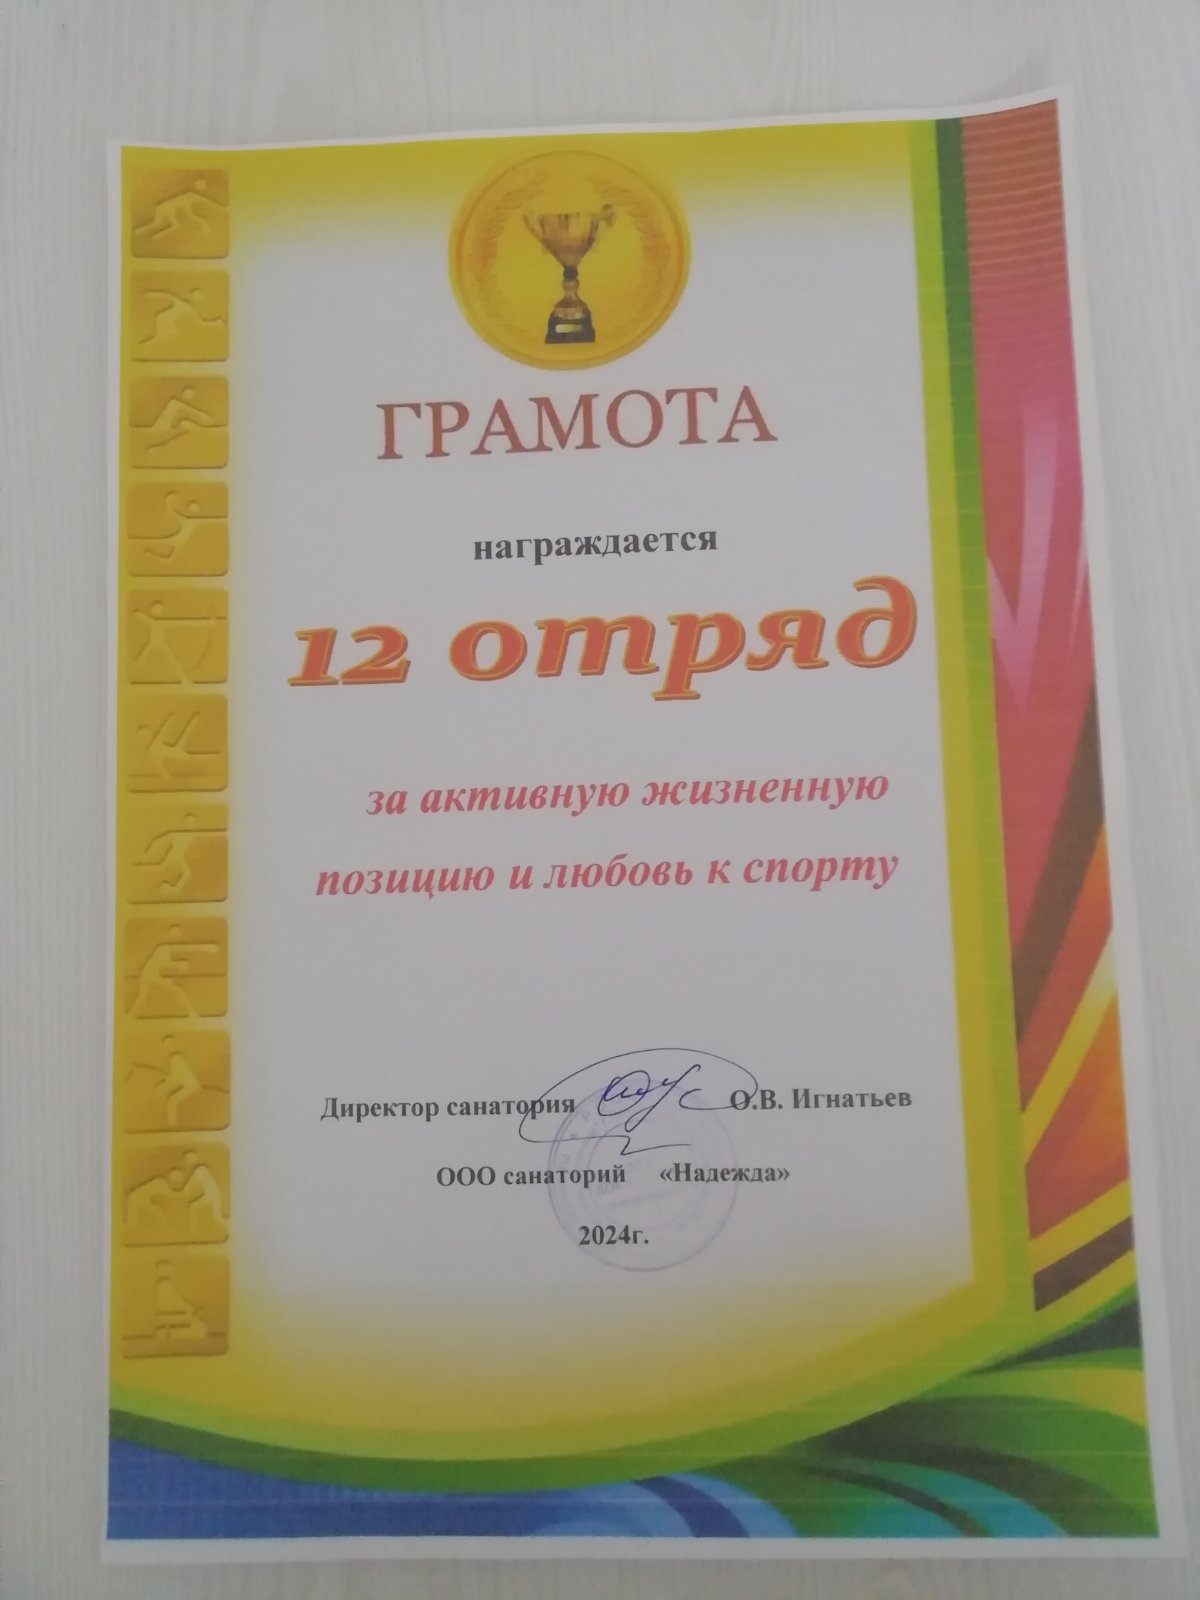 ГРАМОТА
награждается
12 отряд
за активную жизненную
позицию и любовь к спорту
Директор санатория О.В. Игнатьев
ООО санаторий «Надежда»
2024г.